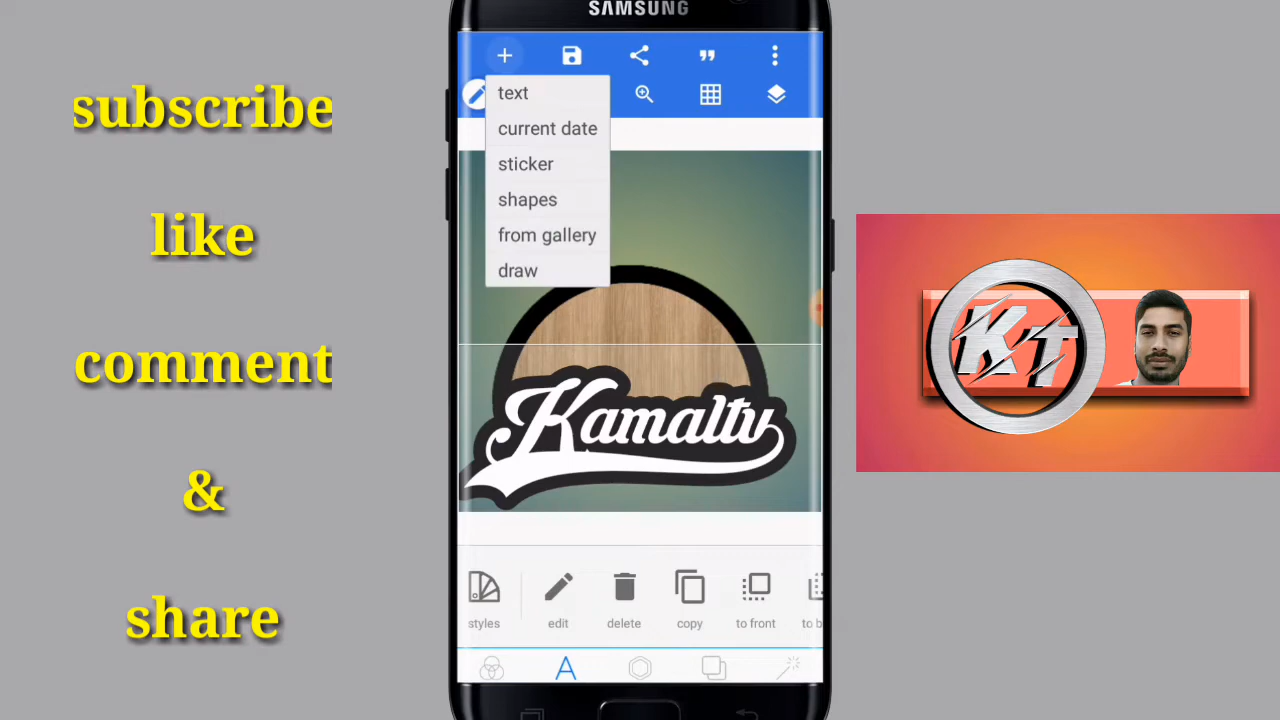 SAMSUNG
subscribe
like
comment
&
share
text
current date
sticker
shapes
from gallery
draw
Kamaltv
KT
styles
edit
delete
copy
to front
to b